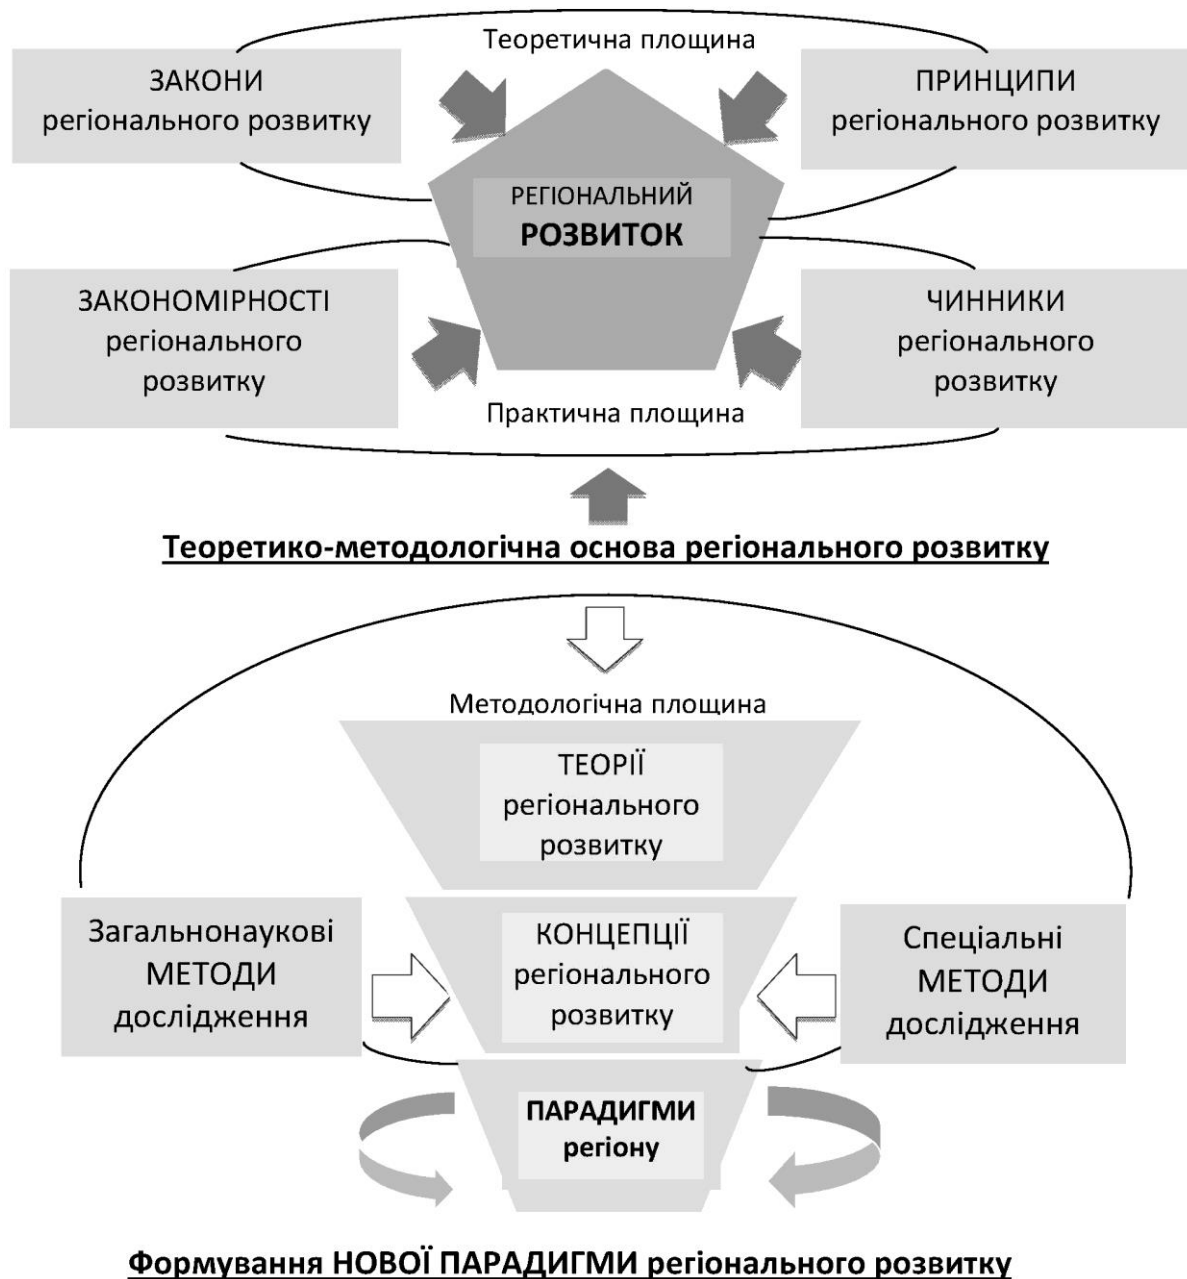 Теоретична площина
ЗАКОНИ
регіонального розвитку
ПРИНЦИПИ
регіонального розвитку
РЕГІОНАЛЬНИЙ
РОЗВИТОК
ЗАКОНОМІРНОСТІ
регіонального
розвитку
ЧИННИКИ
регіонального
розвитку
Практична площина
Теоретико-методологічна основа регіонального розвитку
Методологічна площина
ТЕОРІЇ
регіонального
розвитку
Загальнонаукові
МЕТОДИ
дослідження
КОНЦЕПЦІЇ
регіонального
розвитку
Спеціальні
МЕТОДИ
дослідження
ПАРАДИГМИ
регіону
Формування НОВОЇ ПАРАДИГМИ регіонального розвитку